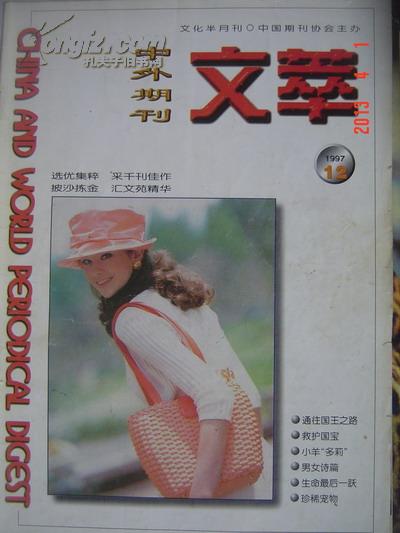 文化半月刊○中国期刊协会主办
Kongfz.com
孔夫子旧书网
中外期刊
文萃
2013 4 1
1997
12
选优集粹 采千刊佳作
披沙拣金 汇文苑精华
CHINA AND WORLD PERIODICAL DIGEST
●通往国王之路
●救护国宝
●小羊“多莉”
●男女诗篇
●生命最后一跃
●珍稀宠物